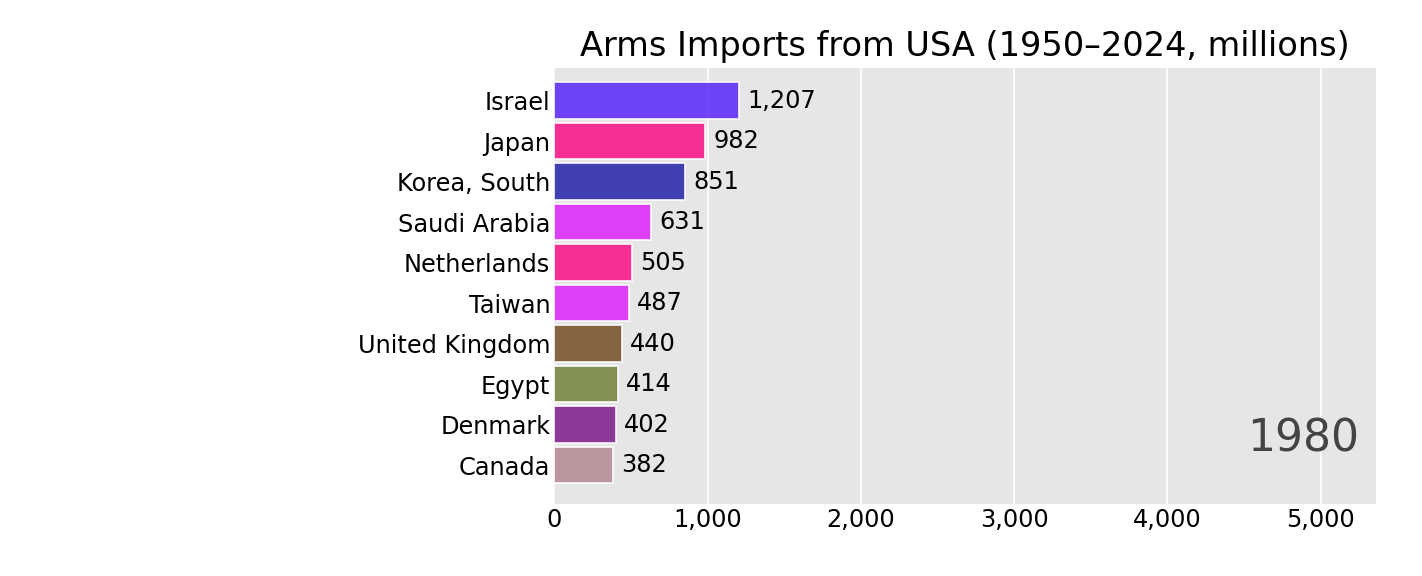 Arms Imports from USA (1950–2024, millions)
Israel 1,207
Japan 982
Korea, South 851
Saudi Arabia 631
Netherlands 505
Taiwan 487
United Kingdom 440
Egypt 414
Denmark 402
1980
Canada 382
0 1,000 2,000 3,000 4,000 5,000